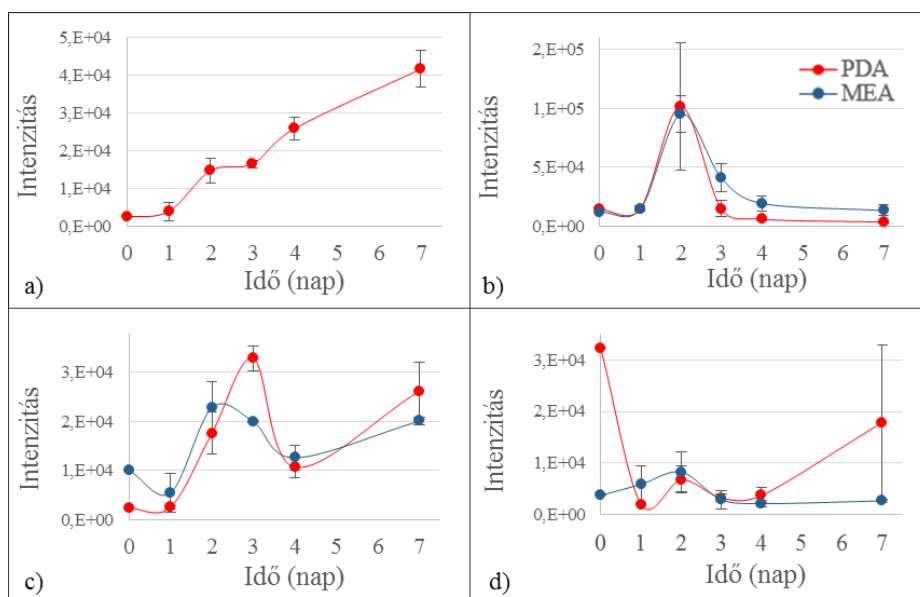 Intenzitás
5,E+04
4,E+04
3,E+04
2,E+04
1,E+04
0,E+00
0 1 2 3 4 5 6 7
Idő (nap)
a)
Intenzitás
2,E+05
1,E+05
5,E+04
0,E+00
0 1 2 3 4 5 6 7
Idő (nap)
PDA
MEA
b)
Intenzitás
3,E+04
2,E+04
1,E+04
0,E+00
0 1 2 3 4 5 6 7
Idő (nap)
c)
Intenzitás
3,E+04
2,E+04
1,E+04
0,E+00
0 1 2 3 4 5 6 7
Idő (nap)
d)